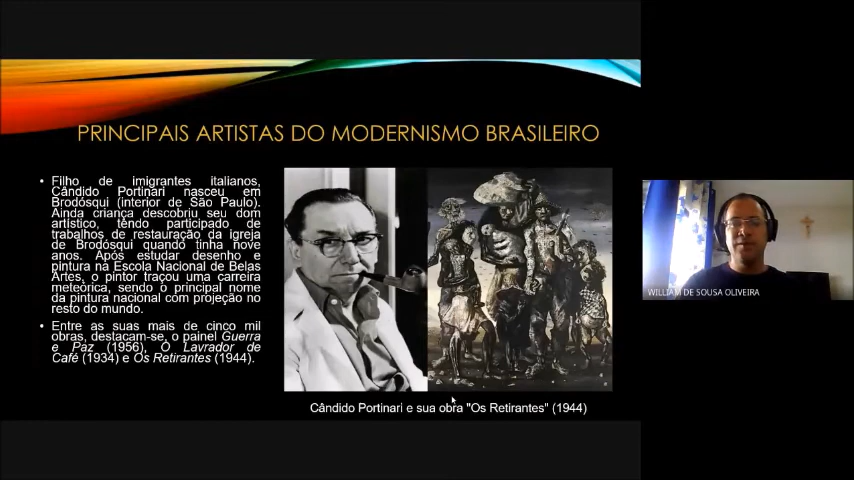 PRINCIPAIS ARTISTAS DO MODERNISMO BRASILEIRO
• Filho de imigrantes italianos,
Cândido Portinari nasceu em
Brodósqui (interior de São Paulo).
Ainda criança descobriu seu dom
artístico, tendo participado de
trabalhos de restauração da igreja
de Brodósqui quando tinha nove
anos. Após estudar desenho e
pintura na Escola Nacional de Belas
Artes, o pintor traçou uma carreira
meteórica, sendo o principal nome
da pintura nacional com projeção no
resto do mundo.
• Entre as suas mais de cinco mil
obras, destacam-se, o painel Guerra
e Paz (1956), O Lavrador de
Café (1934) e Os Retirantes (1944).
Cândido Portinari e sua obra "Os Retirantes" (1944)
WILLIAM DE SOUSA OLIVEIRA